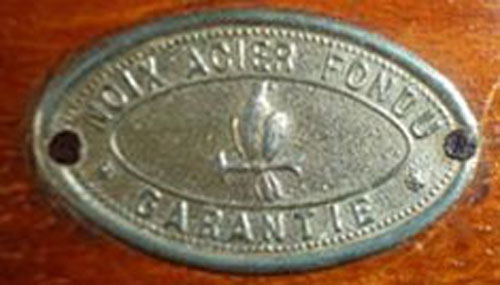 NOIX ACIER FONDU
* GARANTIE *